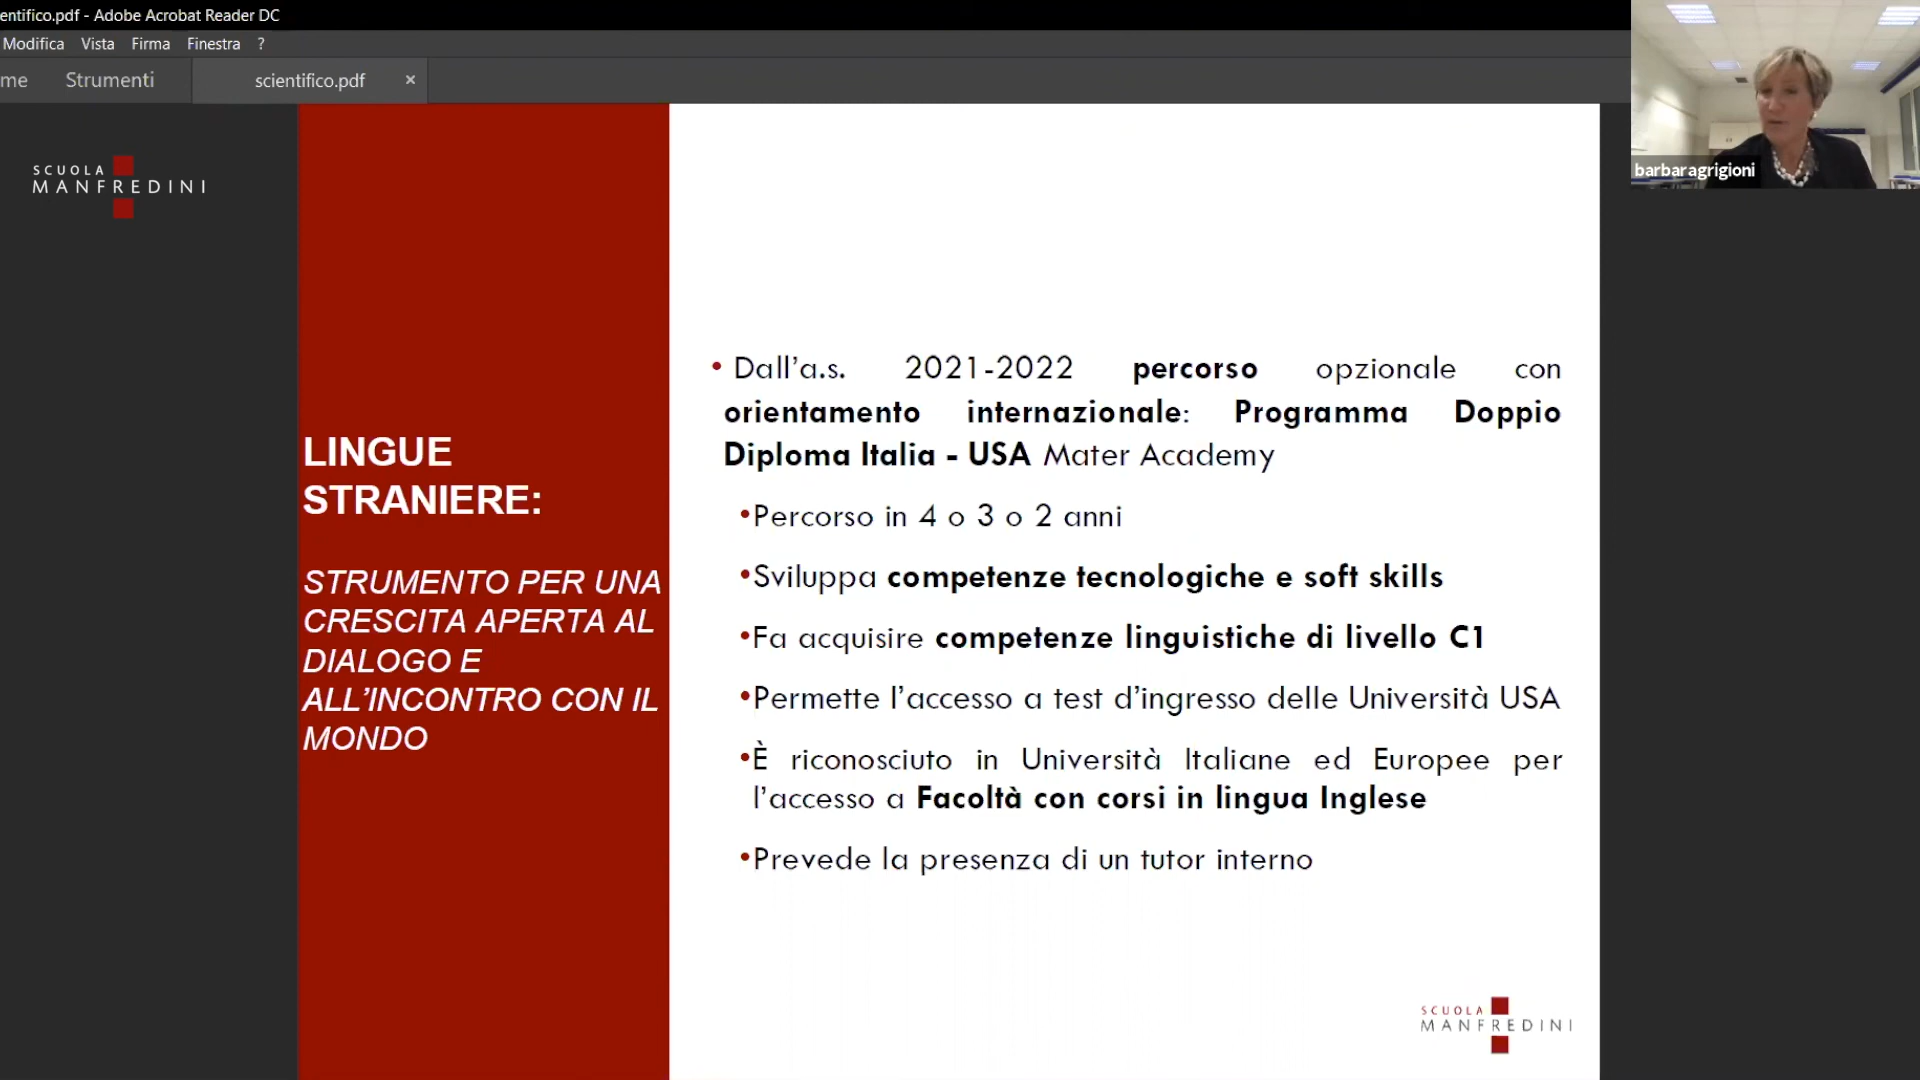 entifico.pdf - Adobe Acrobat Reader DC
Modifica Vista Firma Finestra ?
me Strumenti scientifico.pdf ×
barbaragrigioni
SCUOLA
MANFREDINI
LINGUE
STRANIERE:
STRUMENTO PER UNA
CRESCITA APERTA AL
DIALOGO E
ALL'INCONTRO CON IL
MONDO
• Dall'a.s. 2021-2022 percorso opzionale con
orientamento internazionale: Programma Doppio
Diploma Italia - USA Mater Academy
•Percorso in 4 o 3 o 2 anni
•Sviluppa competenze tecnologiche e soft skills
•Fa acquisire competenze linguistiche di livello C1
•Permette l'accesso a test d'ingresso delle Università USA
•È riconosciuto in Università Italiane ed Europee per
l'accesso a Facoltà con corsi in lingua Inglese
•Prevede la presenza di un tutor interno
SCUOLA
MANFREDINI